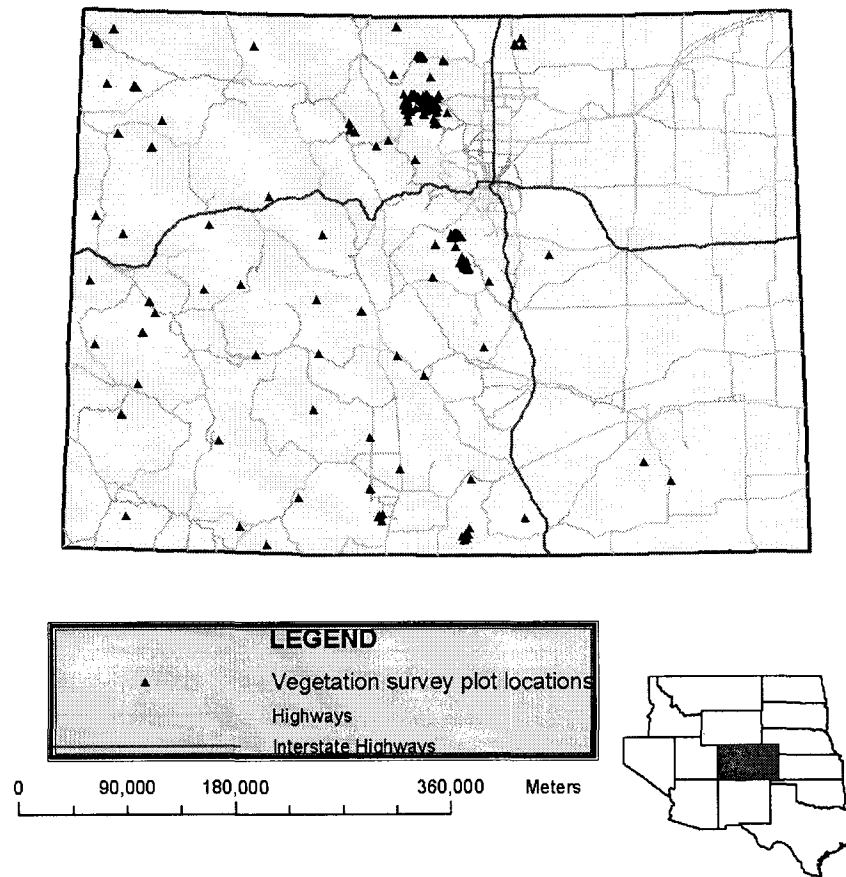 LEGEND
Vegetation survey plot locations
Highways
Interstate Highways
0 90,000 180,000 360,000 Meters